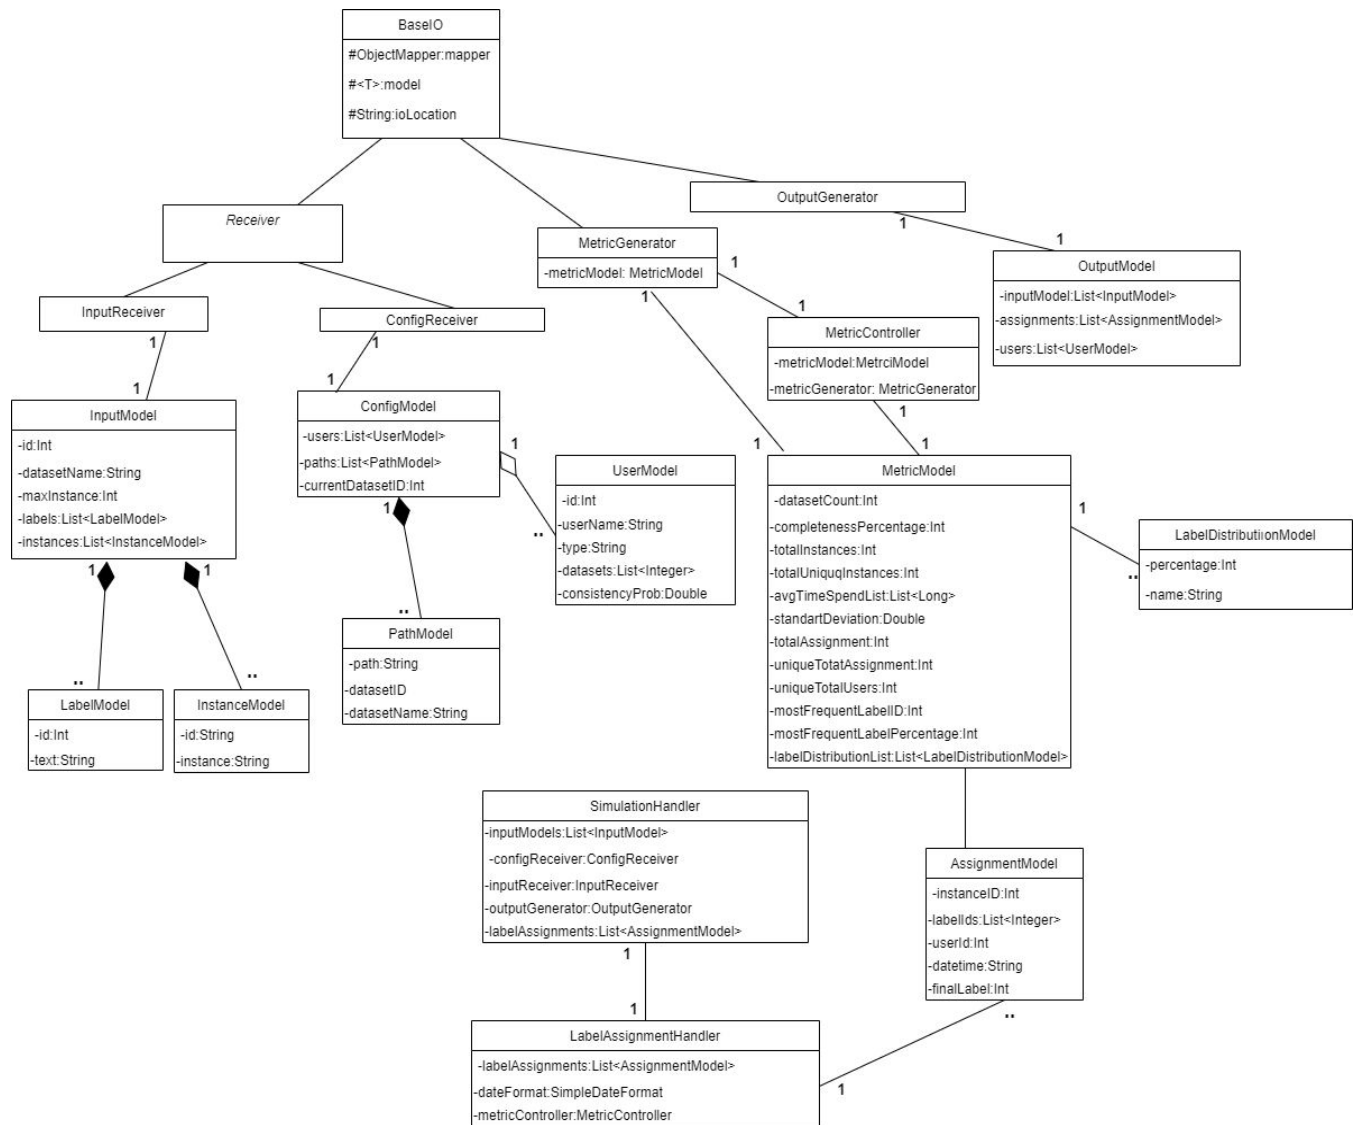 BaseIO
#ObjectMapper:mapper
#<T>:model
#String:ioLocation
Receiver
OutputGenerator
1
1
MetricGenerator
-metricModel: MetricModel
1
1
1
1
OutputModel
-inputModel:List<InputModel>
-assignments:List<AssignmentModel>
-users:List<UserModel>
InputReceiver
1
1
ConfigReceiver
1
1
MetricController
-metricModel:MetrciModel
-metricGenerator: MetricGenerator
1
1
InputModel
-id:Int
-datasetName:String
-maxInstance:Int
-labels:List<LabelModel>
-instances:List<InstanceModel>
1
1
..
..
ConfigModel
-users:List<UserModel>
-paths:List<PathModel>
-currentDatasetID:Int
1
1
..
..
UserModel
-id:Int
-userName:String
-type:String
-datasets:List<Integer>
-consistencyProb:Double
MetricModel
-datasetCount:Int
-completenessPercentage:Int
-totalInstances:Int
-totalUniquqInstances:Int
-avgTimeSpendList:List<Long>
-standartDeviation:Double
-totalAssignment:Int
-uniqueTotatAssignment:Int
-uniqueTotalUsers:Int
-mostFrequentLabelID:Int
-mostFrequentLabelPercentage:Int
-labelDistributionList:List<LabelDistributionModel>
1
..
LabelDistributiionModel
-percentage:Int
-name:String
PathModel
-path:String
-datasetID
-datasetName:String
LabelModel
-id:Int
-text:String
InstanceModel
-id:String
-instance:String
SimulationHandler
-inputModels:List<InputModel>
-configReceiver:ConfigReceiver
-inputReceiver:InputReceiver
-outputGenerator:OutputGenerator
-labelAssignments:List<AssignmentModel>
1
1
AssignmentModel
-instanceID:Int
-labelIds:List<Integer>
-userId:Int
-datetime:String
-finalLabel:Int
..
1
LabelAssignmentHandler
-labelAssignments:List<AssignmentModel>
-dateFormat:SimpleDateFormat
-metricController:MetricController